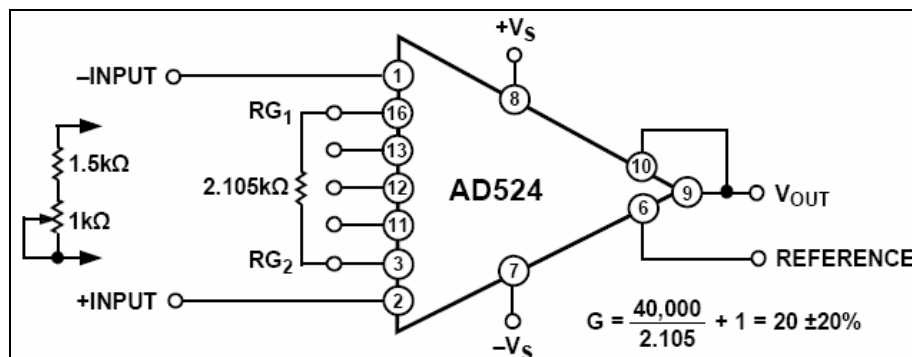 +VS
–INPUT
1
8
RG1
16
13
10
1.5kΩ
2.105kΩ
12
AD524
9
VOUT
1kΩ
11
6
RG2
3
7
REFERENCE
+INPUT
2
–VS
G = 40,000 / 2.105 + 1 = 20 ±20%